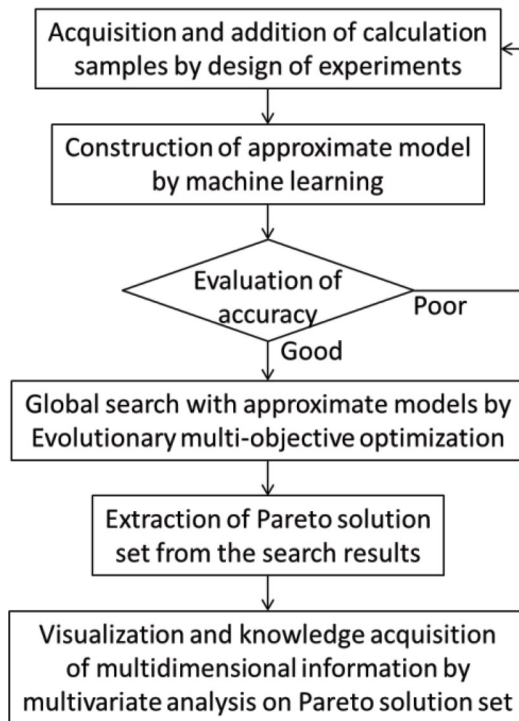 Acquisition and addition of calculation
samples by design of experiments
Construction of approximate model
by machine learning
Evaluation of
accuracy
Poor
Good
Global search with approximate models by
Evolutionary multi-objective optimization
Extraction of Pareto solution
set from the search results
Visualization and knowledge acquisition
of multidimensional information by
multivariate analysis on Pareto solution set